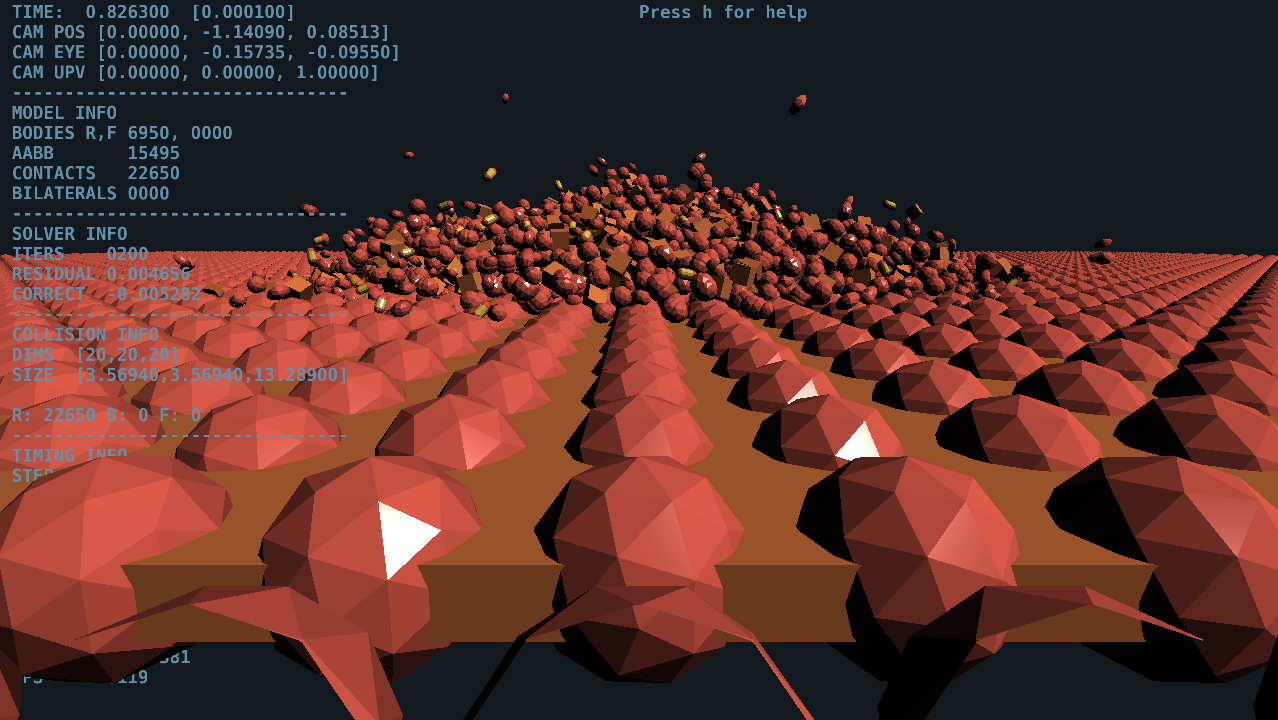 TIME:  0.826300  [0.000100]
Press h for help
CAM POS [0.00000, -1.14090, 0.08513]
CAM EYE [0.00000, -0.15735, -0.09550]
CAM UPV [0.00000, 0.00000, 1.00000]
--------------------------------
MODEL INFO
BODIES R,F 6950, 0000
AABB       15495
CONTACTS   22650
BILATERALS 0000
--------------------------------
SOLVER INFO
ITERS    0200
RESIDUAL 0.004656
CORRECT  -0.005282
--------------------------------
COLLISION INFO
DIMS  [20,20,20]
SIZE  [3.56940,3.56940,13.28900]
R: 22650 B: 0 F: 0
--------------------------------
TIMING INFO